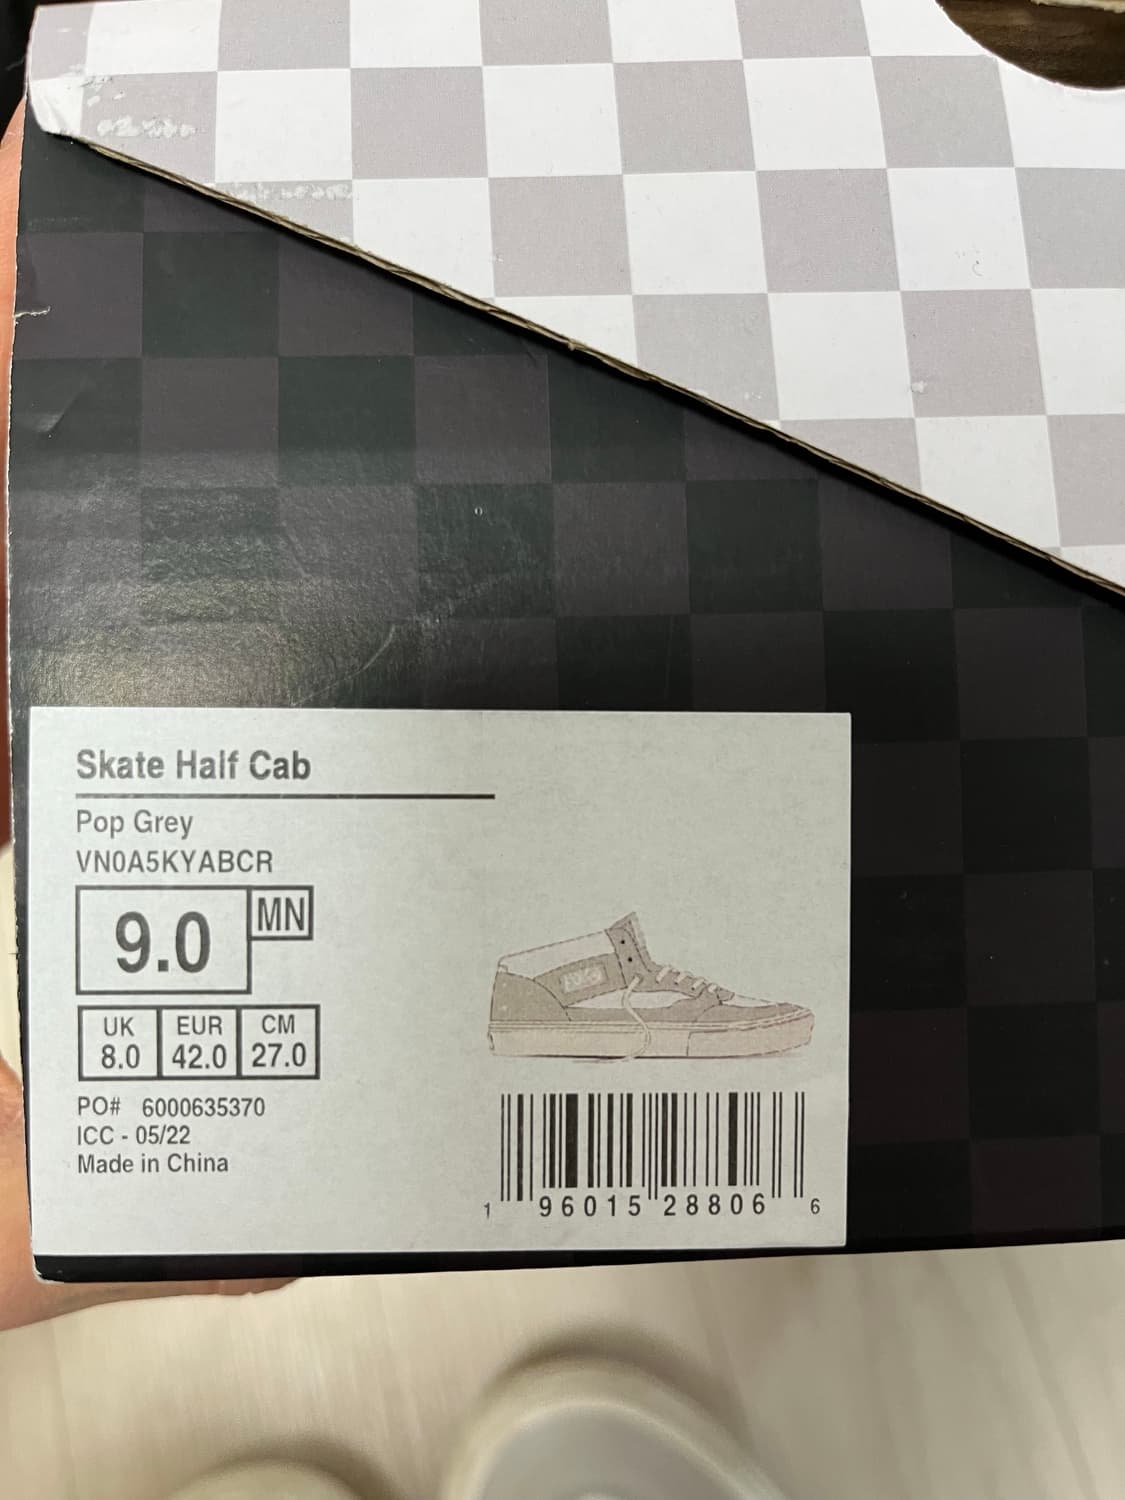 Skate Half Cab
Pop Grey
VN0A5KYABCR
9.0 MN
UK EUR CM
8.0 42.0 27.0
PO# 6000635370
ICC - 05/22
Made in China
1 96015 28806 6